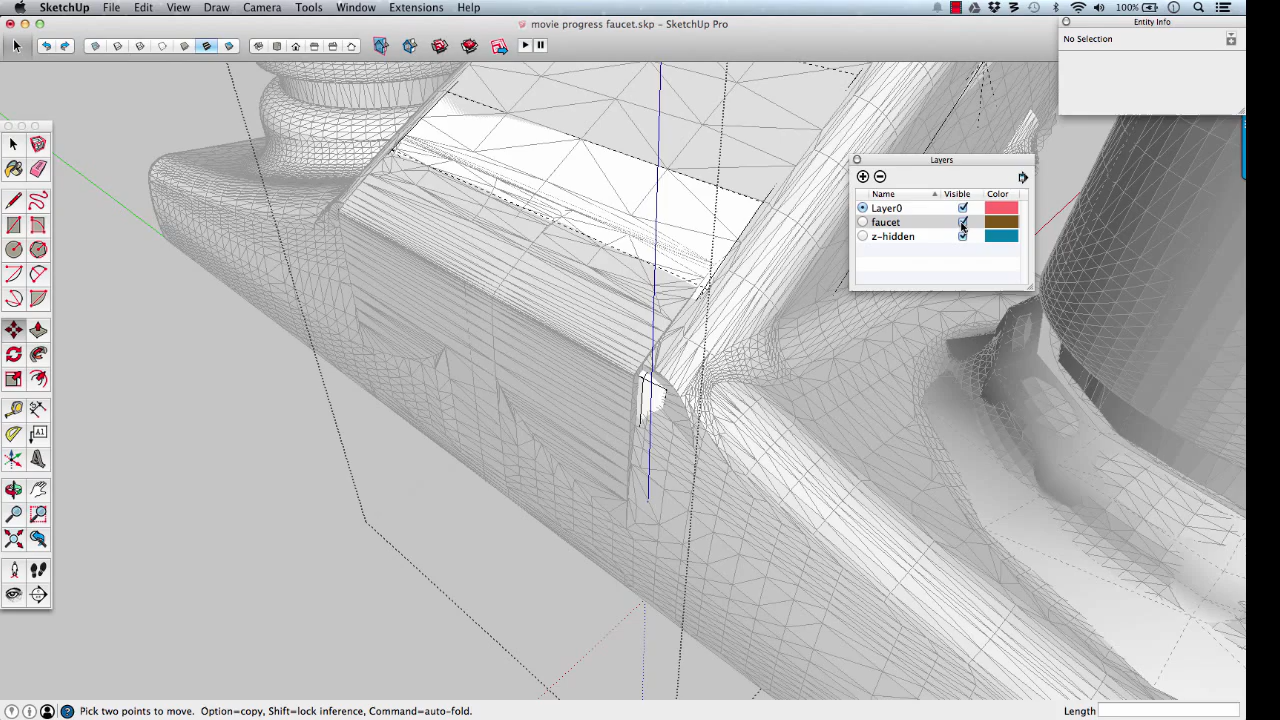 SketchUp File Edit View Draw Camera Tools Window Extensions Help 100%
movie progress faucet.skp – SketchUp Pro
Entity Info
No Selection
Layers
Name Visible Color
Layer0
faucet
z-hidden
A1
Pick two points to move. Option=copy, Shift=lock inference, Command=auto-fold. Length